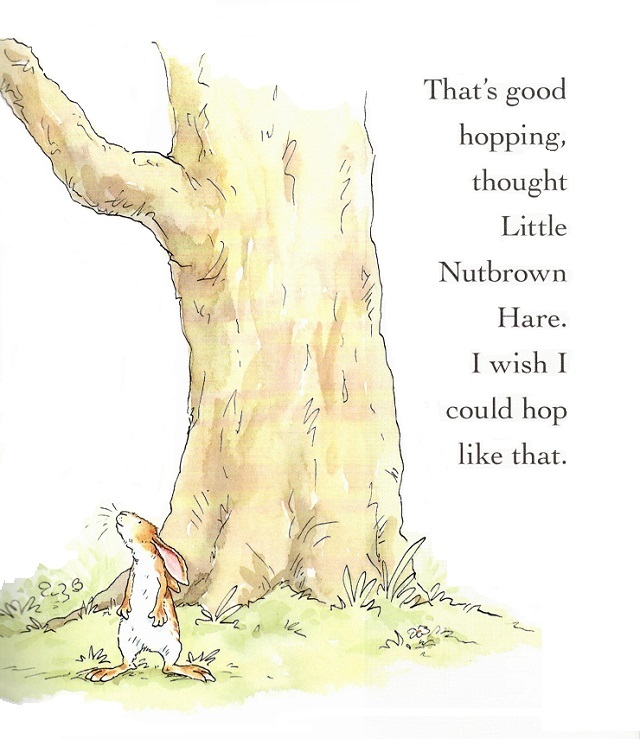 That's good
hopping,
thought
Little
Nutbrown
Hare.
I wish I
could hop
like that.